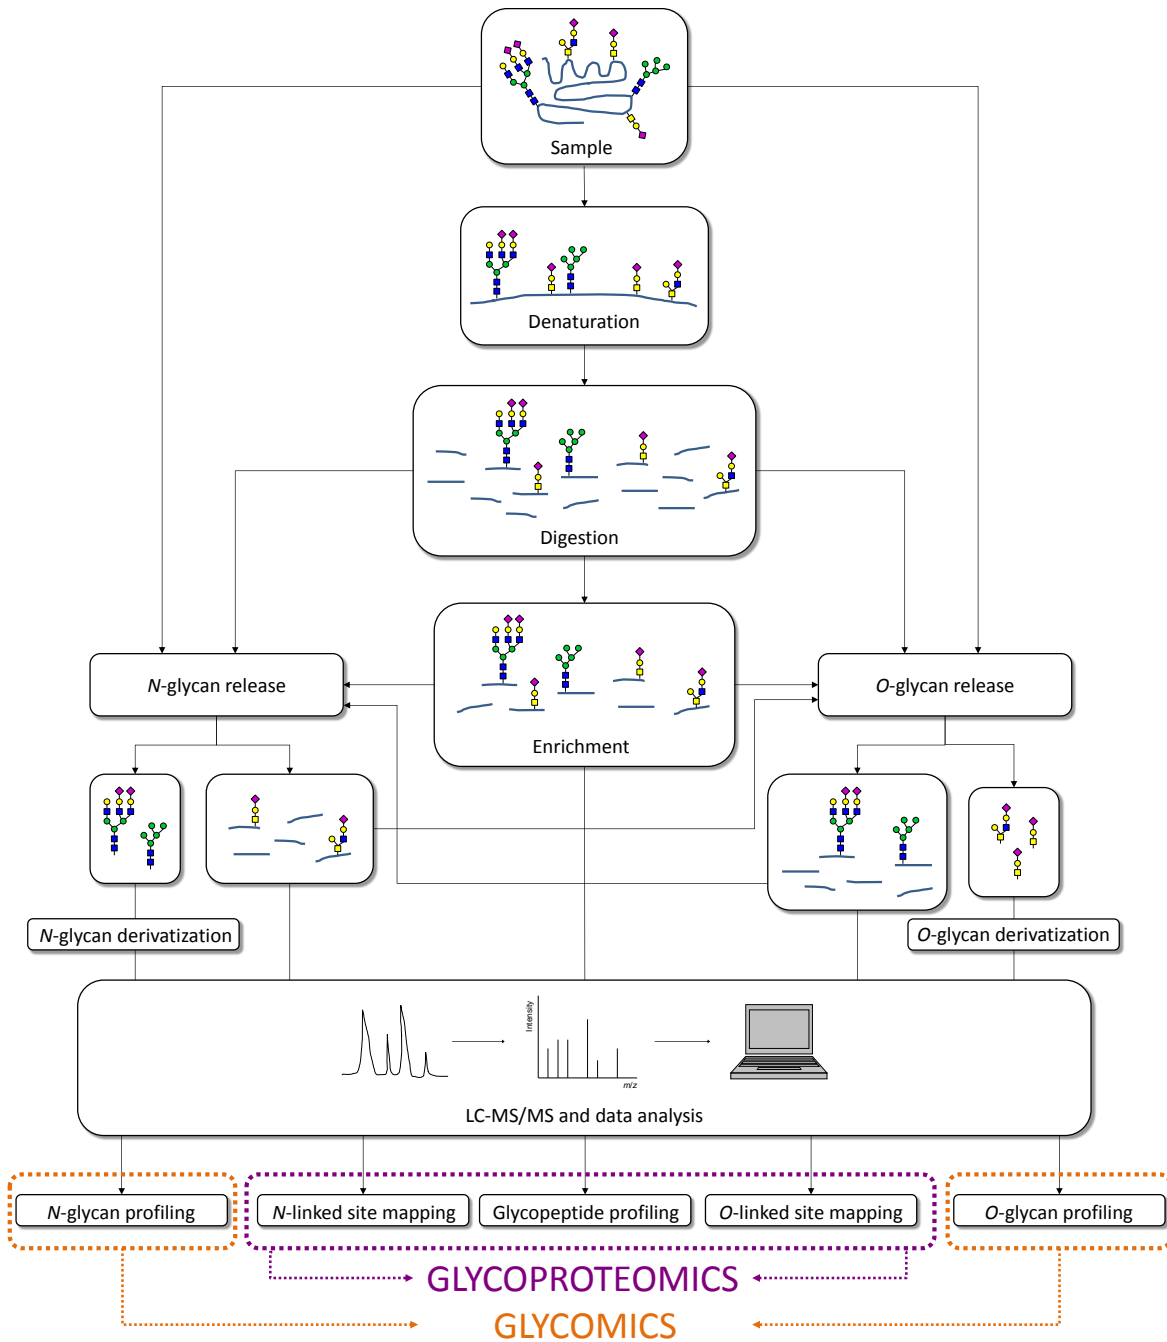 Sample
Denaturation
Digestion
Enrichment
N-glycan release
O-glycan release
N-glycan derivatization
O-glycan derivatization
Intensity
m/z
LC-MS/MS and data analysis
N-glycan profiling
N-linked site mapping
Glycopeptide profiling
O-linked site mapping
O-glycan profiling
GLYCOPROTEOMICS
GLYCOMICS